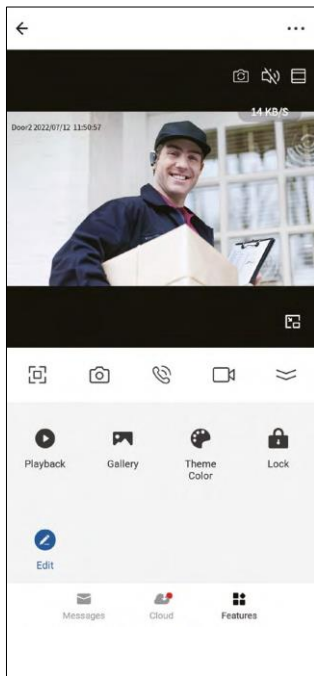 14 KB/S
Door2 2022/07/12 11:50:57
Playback
Gallery
Theme
Color
Lock
Edit
Messages
Cloud
Features